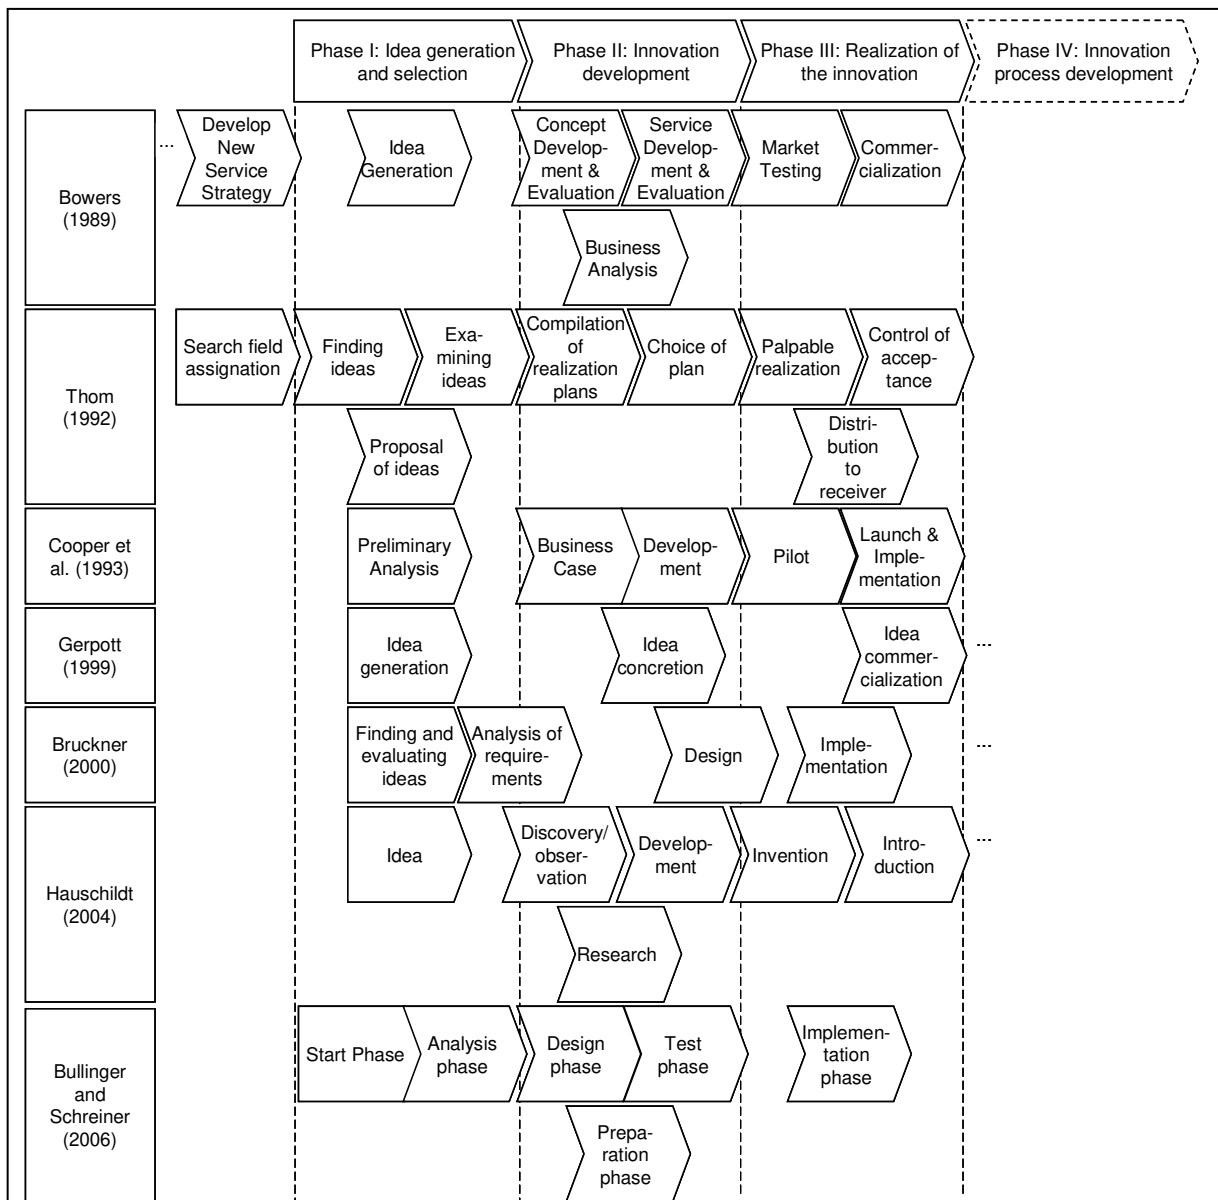 Phase I: Idea generation
and selection
Phase II: Innovation
development
Phase III: Realization of
the innovation
Phase IV: Innovation
process development
Bowers
(1989)
...
Develop
New
Service
Strategy
Idea
Generation
Concept
Develop-
ment &
Evaluation
Service
Develop-
ment &
Evaluation
Market
Testing
Commer-
cialization
Business
Analysis
Thom
(1992)
Search field
assignation
Finding
ideas
Exa-
mining
ideas
Compilation
of
realization
plans
Choice of
plan
Palpable
realization
Control of
accep-
tance
Proposal
of ideas
Distri-
bution
to
receiver
Cooper et
al. (1993)
Preliminary
Analysis
Business
Case
Develop-
ment
Pilot
Launch &
Imple-
mentation
Gerpott
(1999)
Idea
generation
Idea
concretion
Idea
commer-
cialization
...
Bruckner
(2000)
Finding and
evaluating
ideas
Analysis of
require-
ments
Design
Imple-
mentation
...
Hauschildt
(2004)
Idea
Discovery/
obser-
vation
Develop-
ment
Invention
Intro-
duction
...
Research
Bullinger
and
Schreiner
(2006)
Start Phase
Analysis
phase
Design
phase
Test
phase
Implemen-
tation
phase
Prepa-
ration
phase